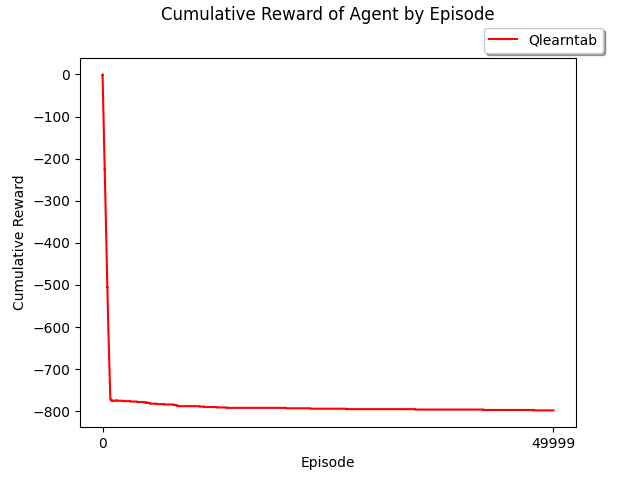 Cumulative Reward of Agent by Episode
Qlearntab
0
−100
−200
−300
−400
−500
−600
−700
−800
Cumulative Reward
0 49999
Episode